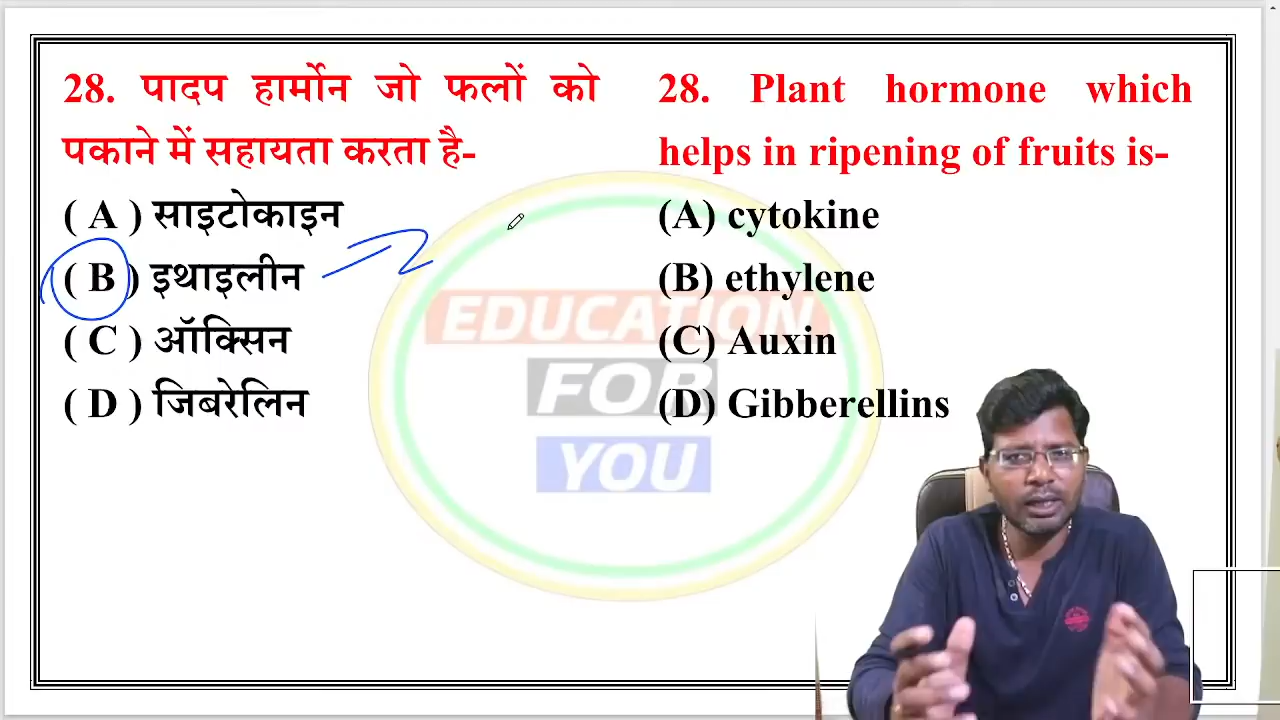 28. पादप हार्मोन जो फलों को
पकाने में सहायता करता है-
( A ) साइटोकाइन
( B ) इथाइलीन
( C ) ऑक्सिन
( D ) जिबरेलिन
28. Plant hormone which
helps in ripening of fruits is-
(A) cytokine
(B) ethylene
(C) Auxin
(D) Gibberellins
EDUCATION
FOR
YOU